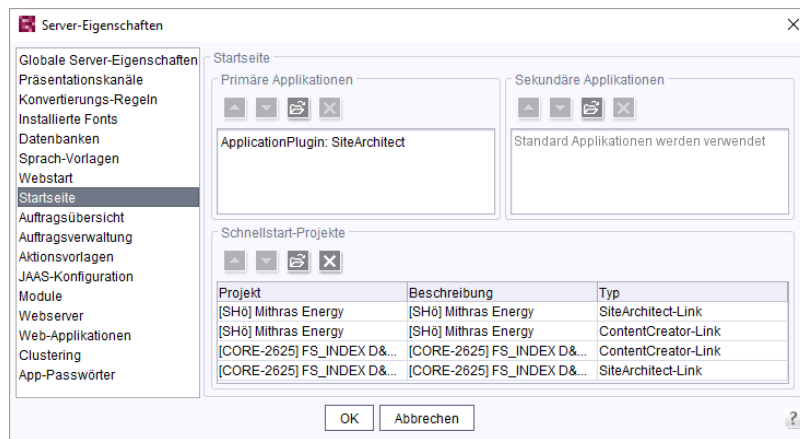 Server-Eigenschaften
Globale Server-Eigenschaften
Präsentationskanäle
Konvertierungs-Regeln
Installierte Fonts
Datenbanken
Sprach-Vorlagen
Webstart
Startseite
Auftragsübersicht
Auftragsverwaltung
Aktionsvorlagen
JAAS-Konfiguration
Module
Webserver
Web-Applikationen
Clustering
App-Passwörter
Startseite
Primäre Applikationen
ApplicationPlugin: SiteArchitect
Sekundäre Applikationen
Standard Applikationen werden verwendet
Schnellstart-Projekte
Projekt Beschreibung Typ
[SHö] Mithras Energy [SHö] Mithras Energy SiteArchitect-Link
[SHö] Mithras Energy [SHö] Mithras Energy ContentCreator-Link
[CORE-2625] FS_INDEX D&... [CORE-2625] FS_INDEX D&... ContentCreator-Link
[CORE-2625] FS_INDEX D&... [CORE-2625] FS_INDEX D&... SiteArchitect-Link
OK Abbrechen
?